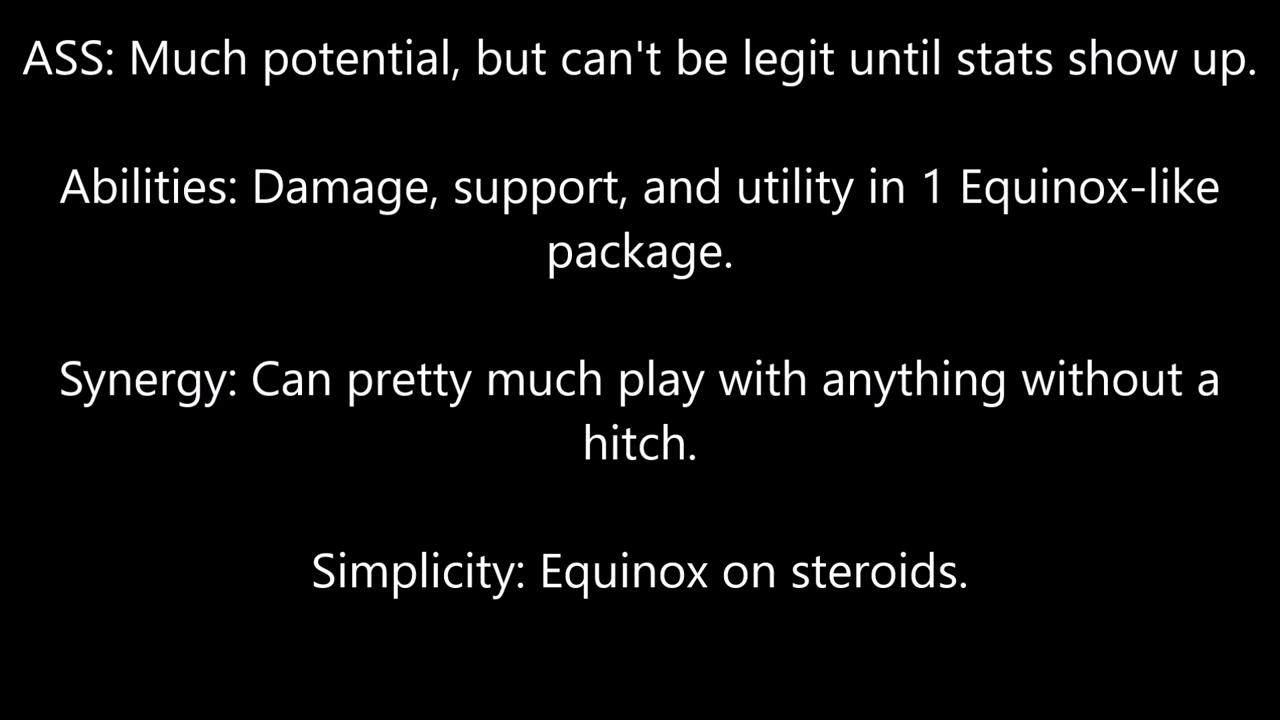 ASS: Much potential, but can't be legit until stats show up.
Abilities: Damage, support, and utility in 1 Equinox-like
package.
Synergy: Can pretty much play with anything without a
hitch.
Simplicity: Equinox on steroids.